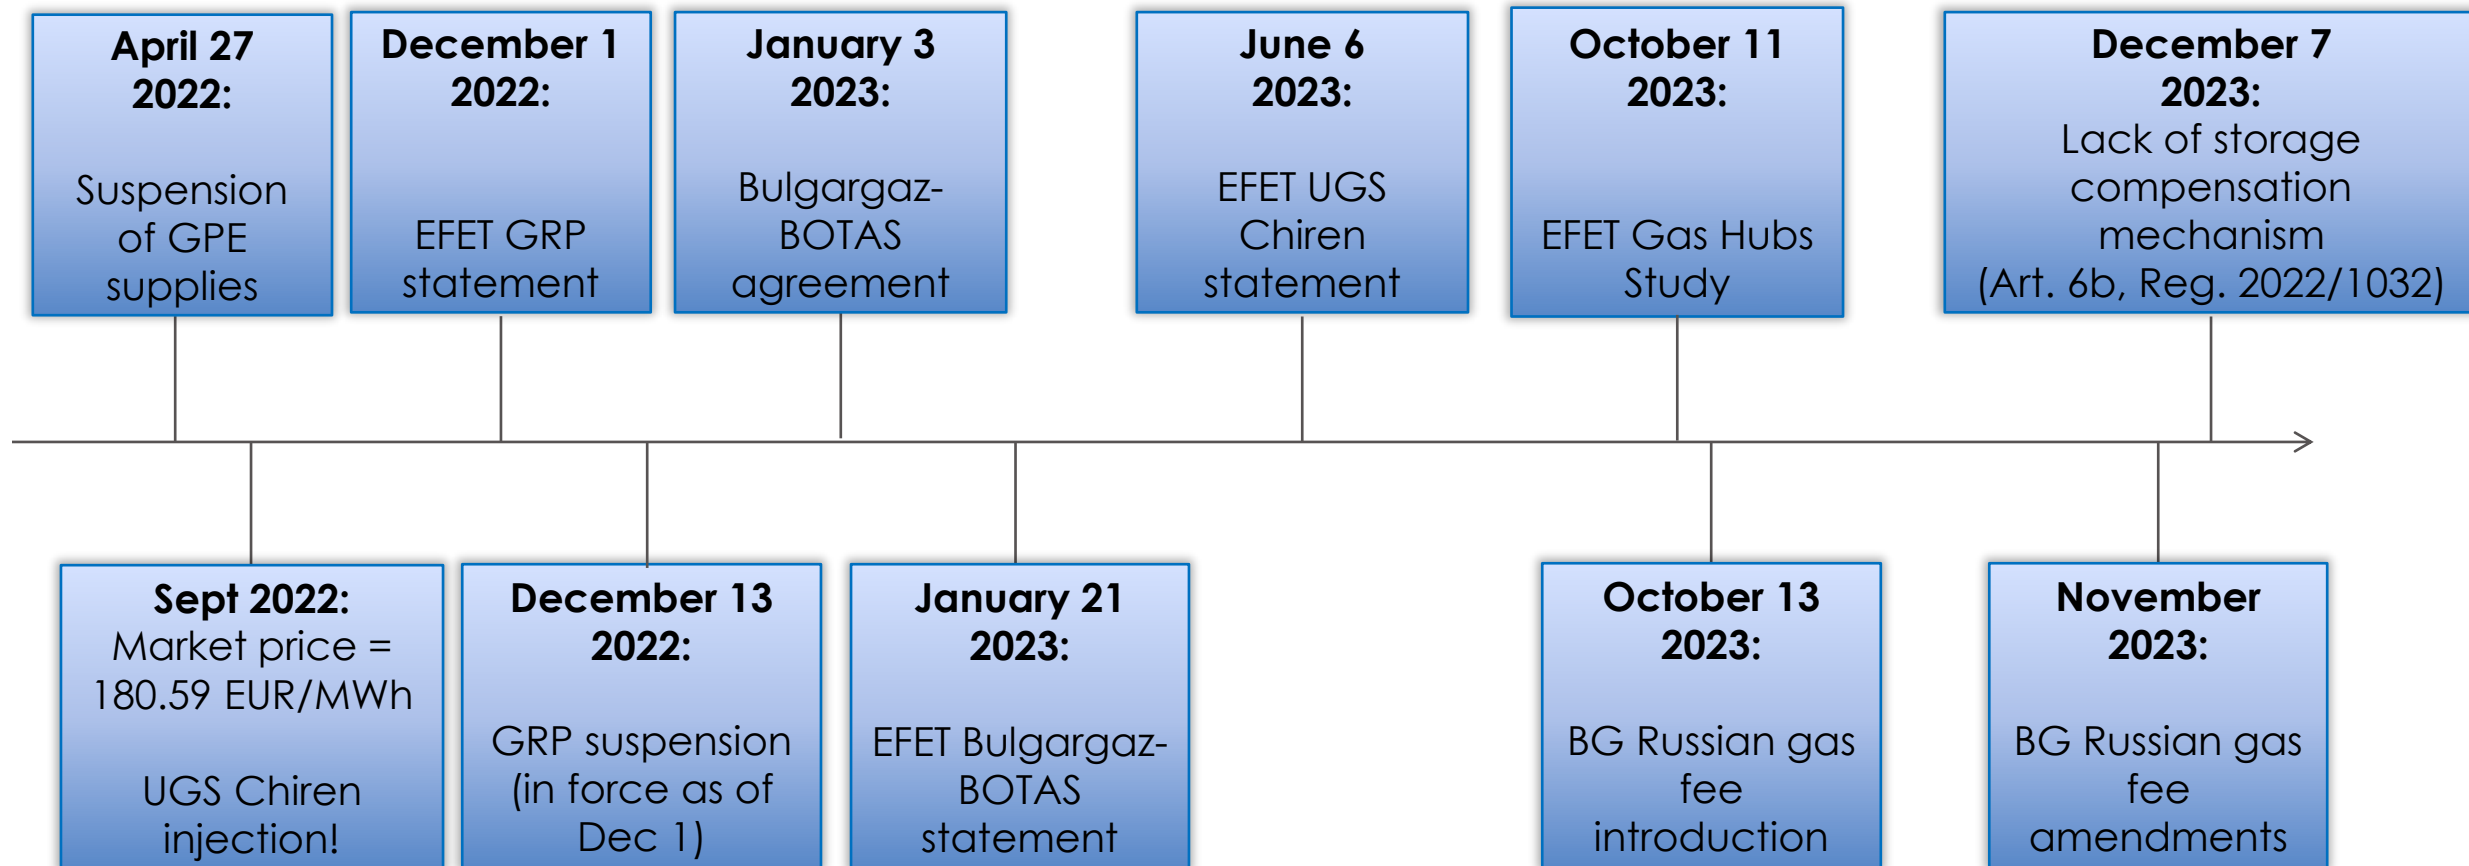 April 27
2022:
Suspension
of GPE
supplies
December 1
2022:
EFET GRP
statement
January 3
2023:
Bulgargaz-
BOTAS
agreement
June 6
2023:
EFET UGS
Chiren
statement
October 11
2023:
EFET Gas Hubs
Study
December 7
2023:
Lack of storage
compensation
mechanism
(Art. 6b, Reg. 2022/1032)
Sept 2022:
Market price =
180.59 EUR/MWh
UGS Chiren
injection!
December 13
2022:
GRP suspension
(in force as of
Dec 1)
January 21
2023:
EFET Bulgargaz-
BOTAS
statement
October 13
2023:
BG Russian gas
fee
introduction
November
2023:
BG Russian gas
fee
amendments